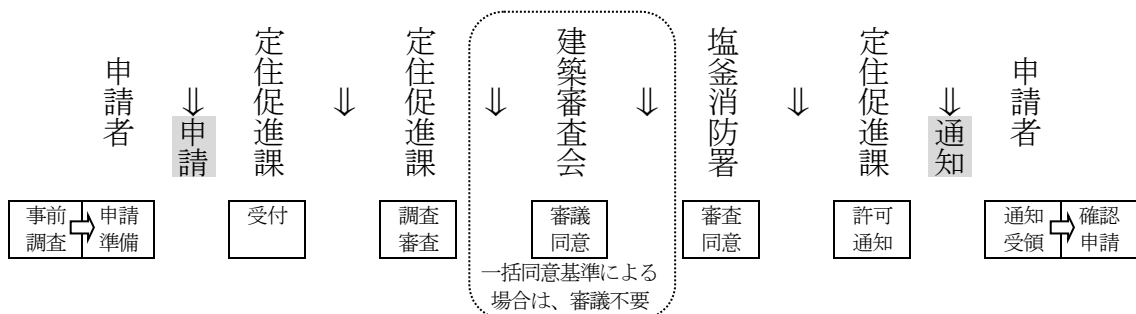 申請者
⇓
申請
定住促進課
⇓
定住促進課
⇓
建築審査会
⇓
塩釜消防署
⇓
定住促進課
⇓
通知
申請者
事前
調査
申請
準備
受付
調査
審査
審議
同意
審査
同意
許可
通知
通知
受領
確認
申請
一括同意基準による
場合は、審議不要